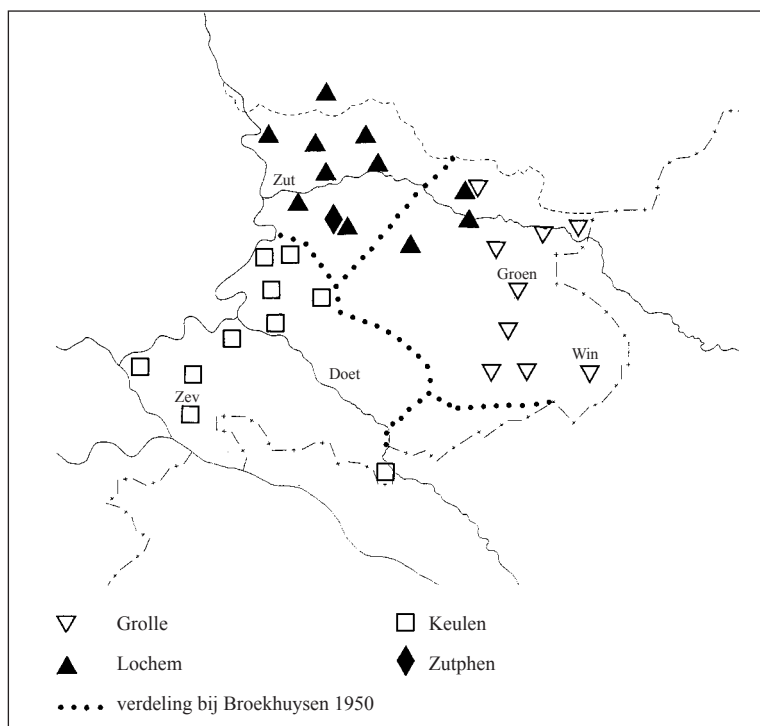 Zut
Groen
Win
Doet
Zev
Grolle Keulen
Lochem Zutphen
verdeling bij Broekhuysen 1950